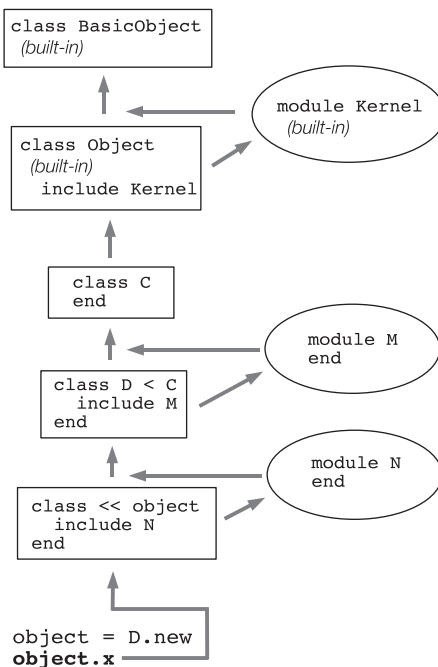 class BasicObject
(built-in)
module Kernel
(built-in)
class Object
(built-in)
include Kernel
class C
end
module M
end
class D < C
include M
end
module N
end
class << object
include N
end
object = D.new
object.x